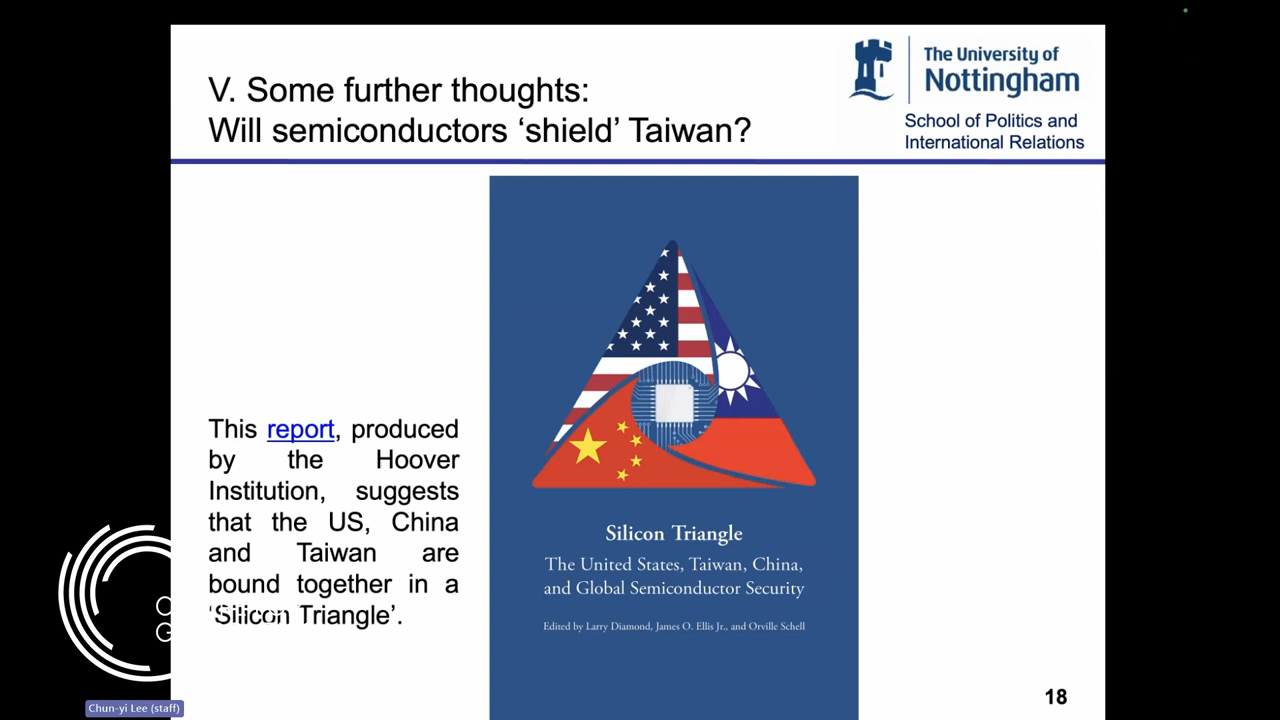 V. Some further thoughts:
Will semiconductors ‘shield’ Taiwan?
The University of
Nottingham
School of Politics and
International Relations
This report, produced
by the Hoover
Institution, suggests
that the US, China
and Taiwan are
bound together in a
‘Silicon Triangle’.
Silicon Triangle
The United States, Taiwan, China,
and Global Semiconductor Security
Edited by Larry Diamond, James O. Ellis Jr., and Orville Schell
18
Chun-yi Lee (staff)